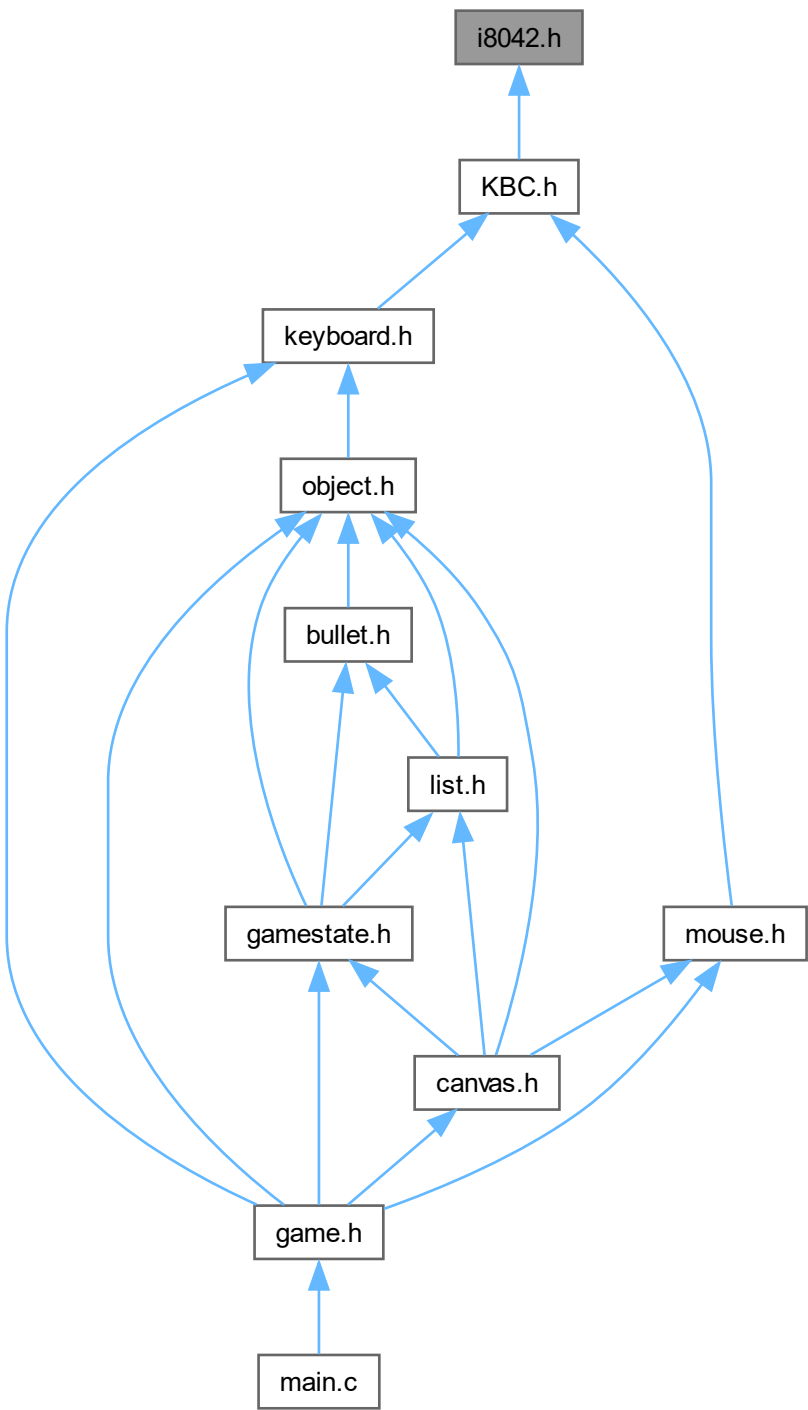 i8042.h
KBC.h
keyboard.h
object.h
bullet.h
list.h
gamestate.h
mouse.h
canvas.h
game.h
main.c